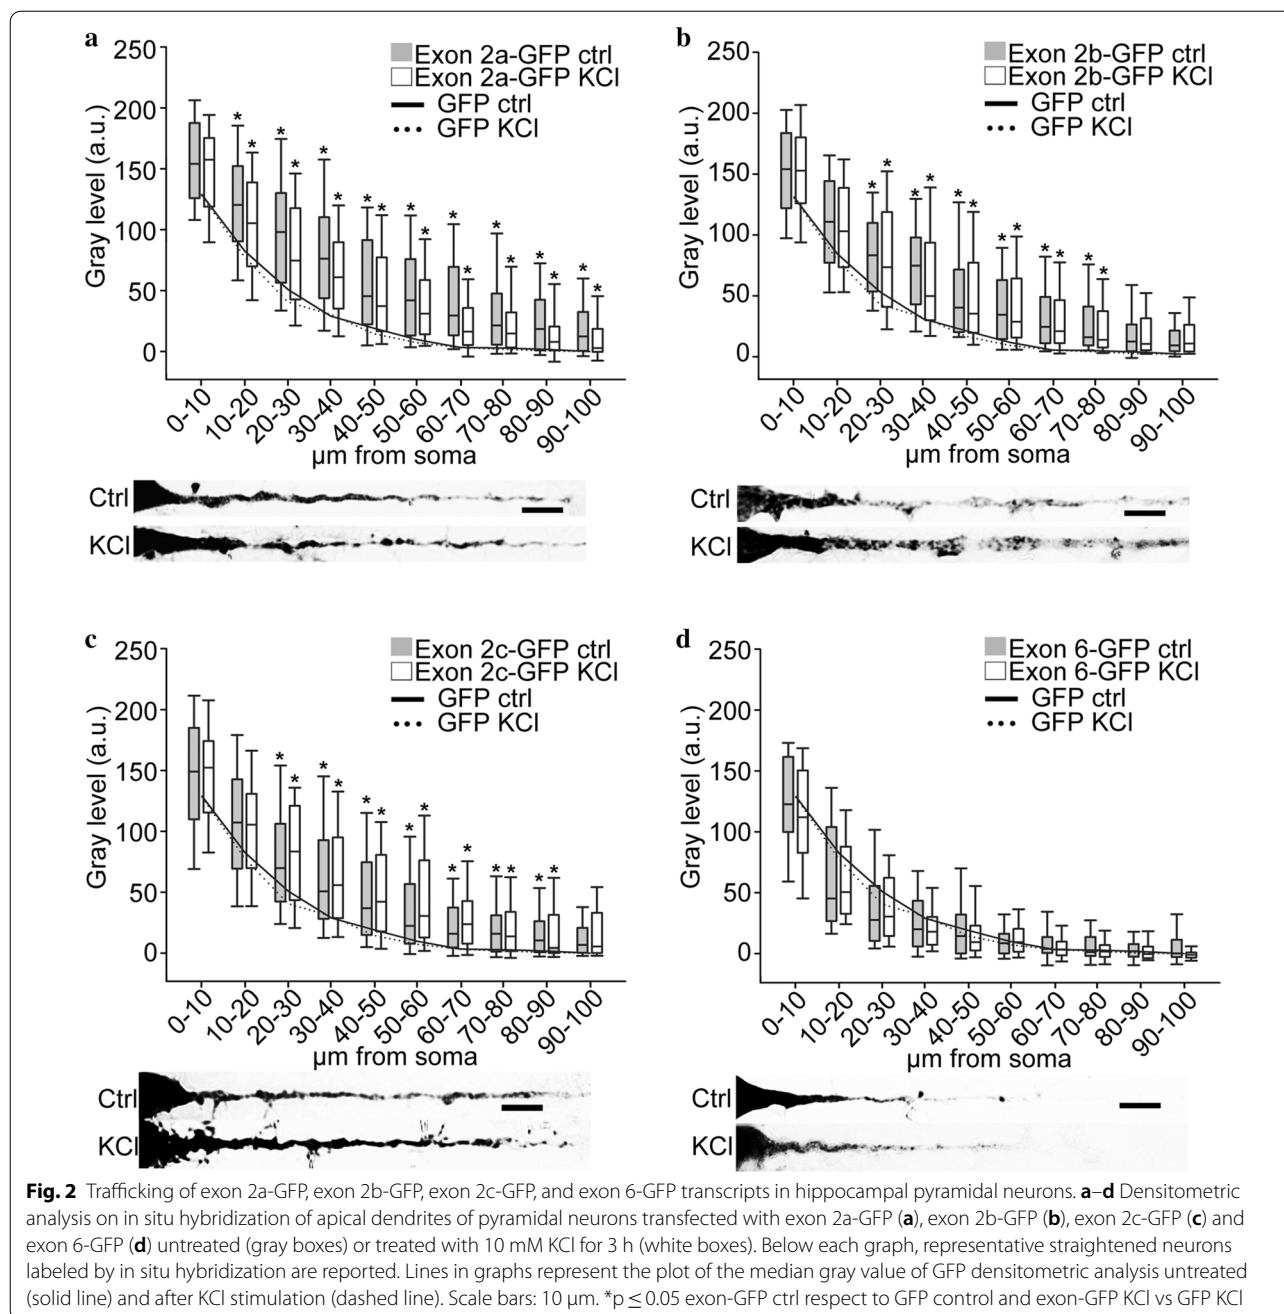 a
250
200
150
100
50
0
Gray level (a.u.)
Exon 2a-GFP ctrl
Exon 2a-GFP KCl
GFP ctrl
GFP KCl
* * * * * * * * * * * * * * * * * *
0-10 10-20 20-30 30-40 40-50 50-60 60-70 70-80 80-90 90-100
µm from soma
Ctrl
KCl
b
250
200
150
100
50
0
Gray level (a.u.)
Exon 2b-GFP ctrl
Exon 2b-GFP KCl
GFP ctrl
GFP KCl
* * * * * * * * * * * *
0-10 10-20 20-30 30-40 40-50 50-60 60-70 70-80 80-90 90-100
µm from soma
Ctrl
KCl
c
250
200
150
100
50
0
Gray level (a.u.)
Exon 2c-GFP ctrl
Exon 2c-GFP KCl
GFP ctrl
GFP KCl
* * * * * * * * * * * * * *
0-10 10-20 20-30 30-40 40-50 50-60 60-70 70-80 80-90 90-100
µm from soma
Ctrl
KCl
d
250
200
150
100
50
0
Gray level (a.u.)
Exon 6-GFP ctrl
Exon 6-GFP KCl
GFP ctrl
GFP KCl
0-10 10-20 20-30 30-40 40-50 50-60 60-70 70-80 80-90 90-100
µm from soma
Ctrl
KCl
Fig. 2 Trafficking of exon 2a-GFP, exon 2b-GFP, exon 2c-GFP, and exon 6-GFP transcripts in hippocampal pyramidal neurons. a–d Densitometric
analysis on in situ hybridization of apical dendrites of pyramidal neurons transfected with exon 2a-GFP (a), exon 2b-GFP (b), exon 2c-GFP (c) and
exon 6-GFP (d) untreated (gray boxes) or treated with 10 mM KCl for 3 h (white boxes). Below each graph, representative straightened neurons
labeled by in situ hybridization are reported. Lines in graphs represent the plot of the median gray value of GFP densitometric analysis untreated
(solid line) and after KCl stimulation (dashed line). Scale bars: 10 µm. *p ≤ 0.05 exon-GFP ctrl respect to GFP control and exon-GFP KCl vs GFP KCl